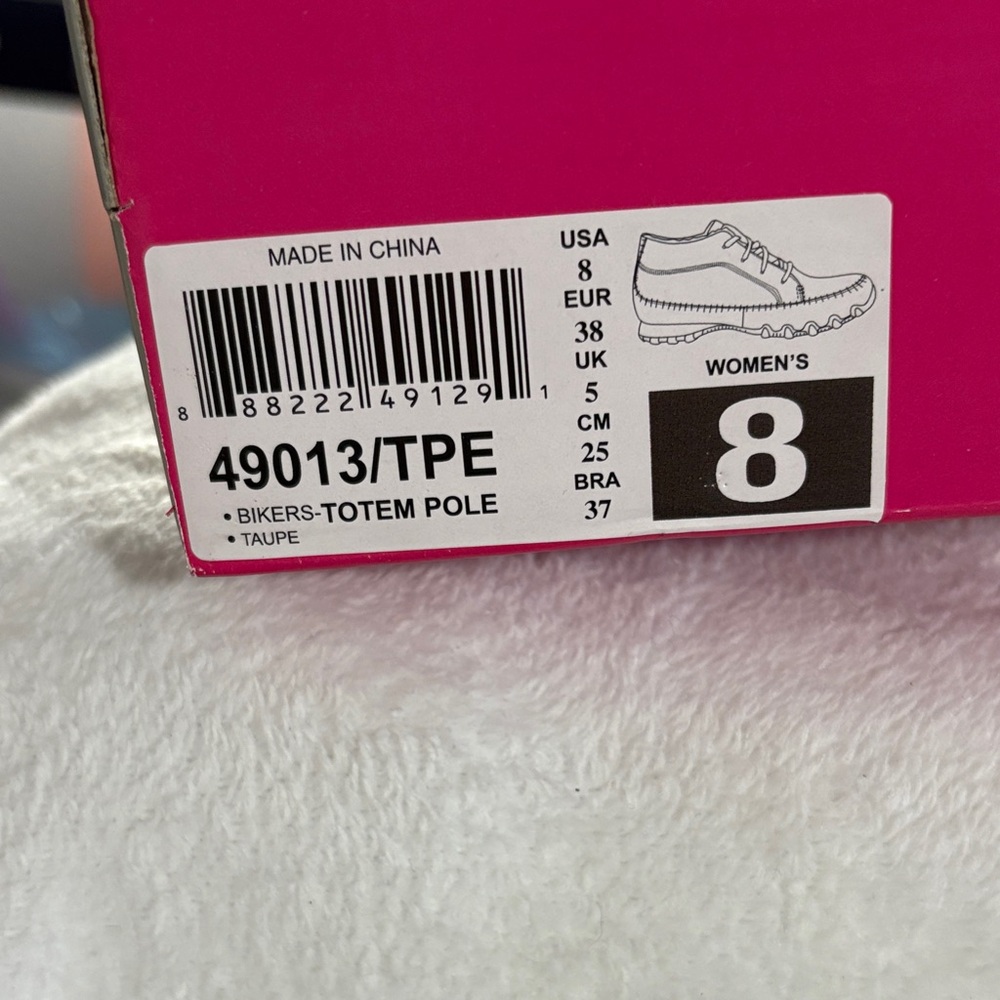 MADE IN CHINA
8 88222 49129 1
49013/TPE
• BIKERS-TOTEM POLE
• TAUPE
USA
8
EUR
38
UK
5
CM
25
BRA
37
WOMEN'S
8